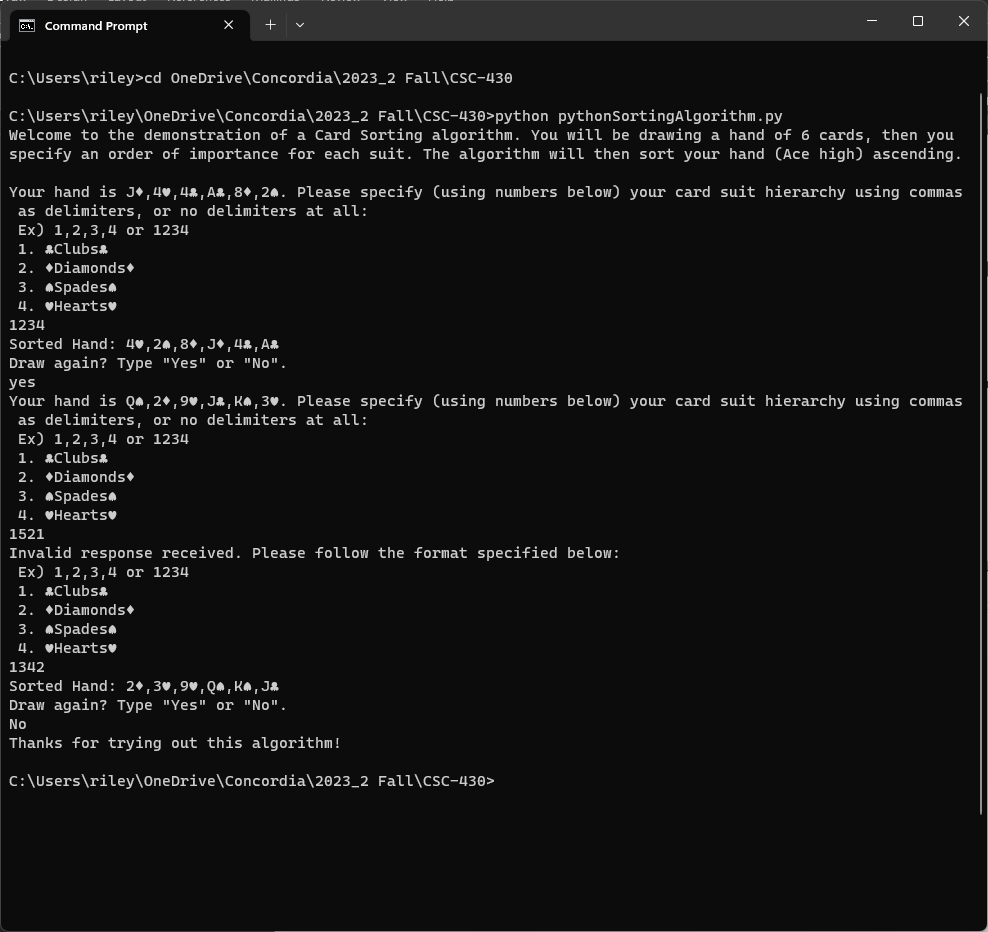 Command Prompt
C:\Users\riley>cd OneDrive\Concordia\2023_2 Fall\CSC-430
C:\Users\riley\OneDrive\Concordia\2023_2 Fall\CSC-430>python pythonSortingAlgorithm.py
Welcome to the demonstration of a Card Sorting algorithm. You will be drawing a hand of 6 cards, then you
specify an order of importance for each suit. The algorithm will then sort your hand (Ace high) ascending.
Your hand is J♦,4♥,4♣,A♣,8♦,2♠. Please specify (using numbers below) your card suit hierarchy using commas
as delimiters, or no delimiters at all:
Ex) 1,2,3,4 or 1234
1. ♣Clubs♣
2. ♦Diamonds♦
3. ♠Spades♠
4. ♥Hearts♥
1234
Sorted Hand: 4♥,2♠,8♦,J♦,4♣,A♣
Draw again? Type "Yes" or "No".
yes
Your hand is Q♠,2♦,9♥,J♣,K♠,3♥. Please specify (using numbers below) your card suit hierarchy using commas
as delimiters, or no delimiters at all:
Ex) 1,2,3,4 or 1234
1. ♣Clubs♣
2. ♦Diamonds♦
3. ♠Spades♠
4. ♥Hearts♥
1521
Invalid response received. Please follow the format specified below:
Ex) 1,2,3,4 or 1234
1. ♣Clubs♣
2. ♦Diamonds♦
3. ♠Spades♠
4. ♥Hearts♥
1342
Sorted Hand: 2♦,3♥,9♥,Q♠,K♠,J♣
Draw again? Type "Yes" or "No".
No
Thanks for trying out this algorithm!
C:\Users\riley\OneDrive\Concordia\2023_2 Fall\CSC-430>